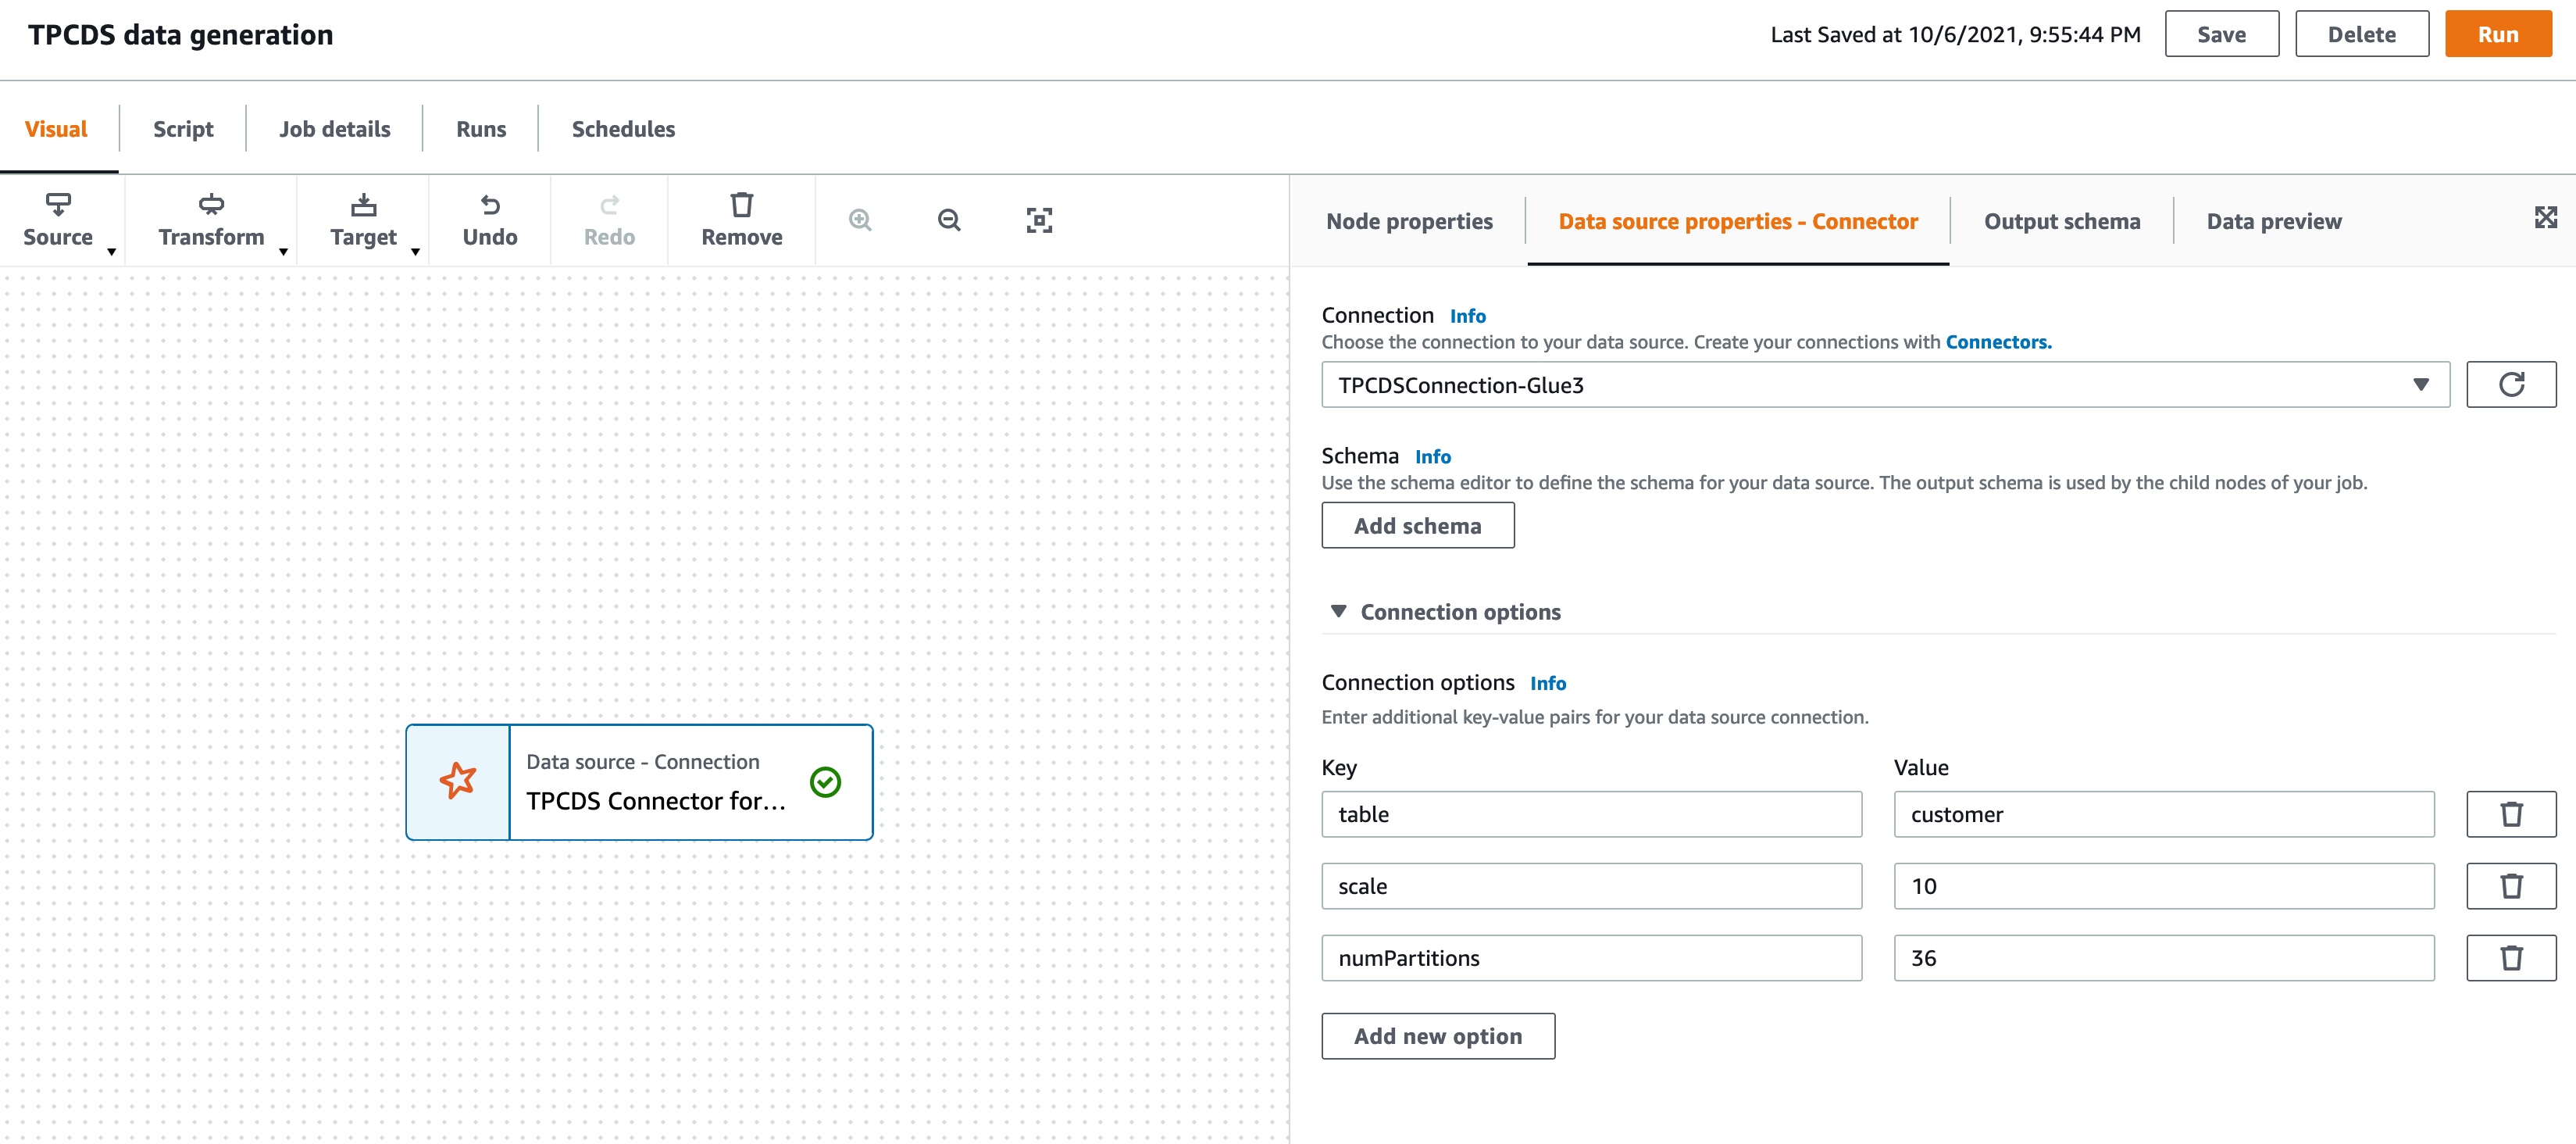 TPCDS data generation
Last Saved at 10/6/2021, 9:55:44 PM
Save
Delete
Run
Visual
Script
Job details
Runs
Schedules
Source
Transform
Target
Undo
Redo
Remove
Node properties
Data source properties - Connector
Output schema
Data preview
Connection Info
Choose the connection to your data source. Create your connections with Connectors.
TPCDSConnection-Glue3
Schema Info
Use the schema editor to define the schema for your data source. The output schema is used by the child nodes of your job.
Add schema
Connection options
Connection options Info
Enter additional key-value pairs for your data source connection.
Key
Value
table
customer
scale
10
numPartitions
36
Add new option
Data source - Connection
TPCDS Connector for...